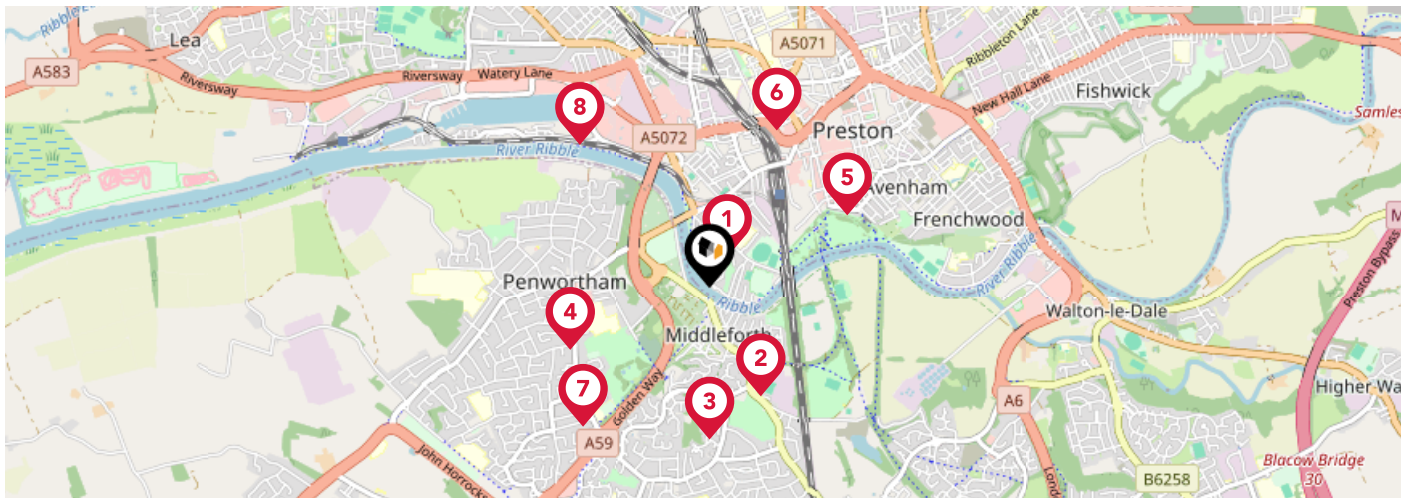 Lea
A583
Riversway
Riversway
Watery Lane
A5071
Ribbleton Lane
New Hall Lane
Fishwick
8
6
Preston
A5072
River Ribble
5
Avenham
Frenchwood
1
River Ribble
Preston Bypass
M
Penwortham
Ribble
4
Middleforth
Walton-le-Dale
2
7
3
Golden Way
A59
A6
Higher Wa
John Horrocks
Lond
B6258
Blacow Bridge
30
Samles